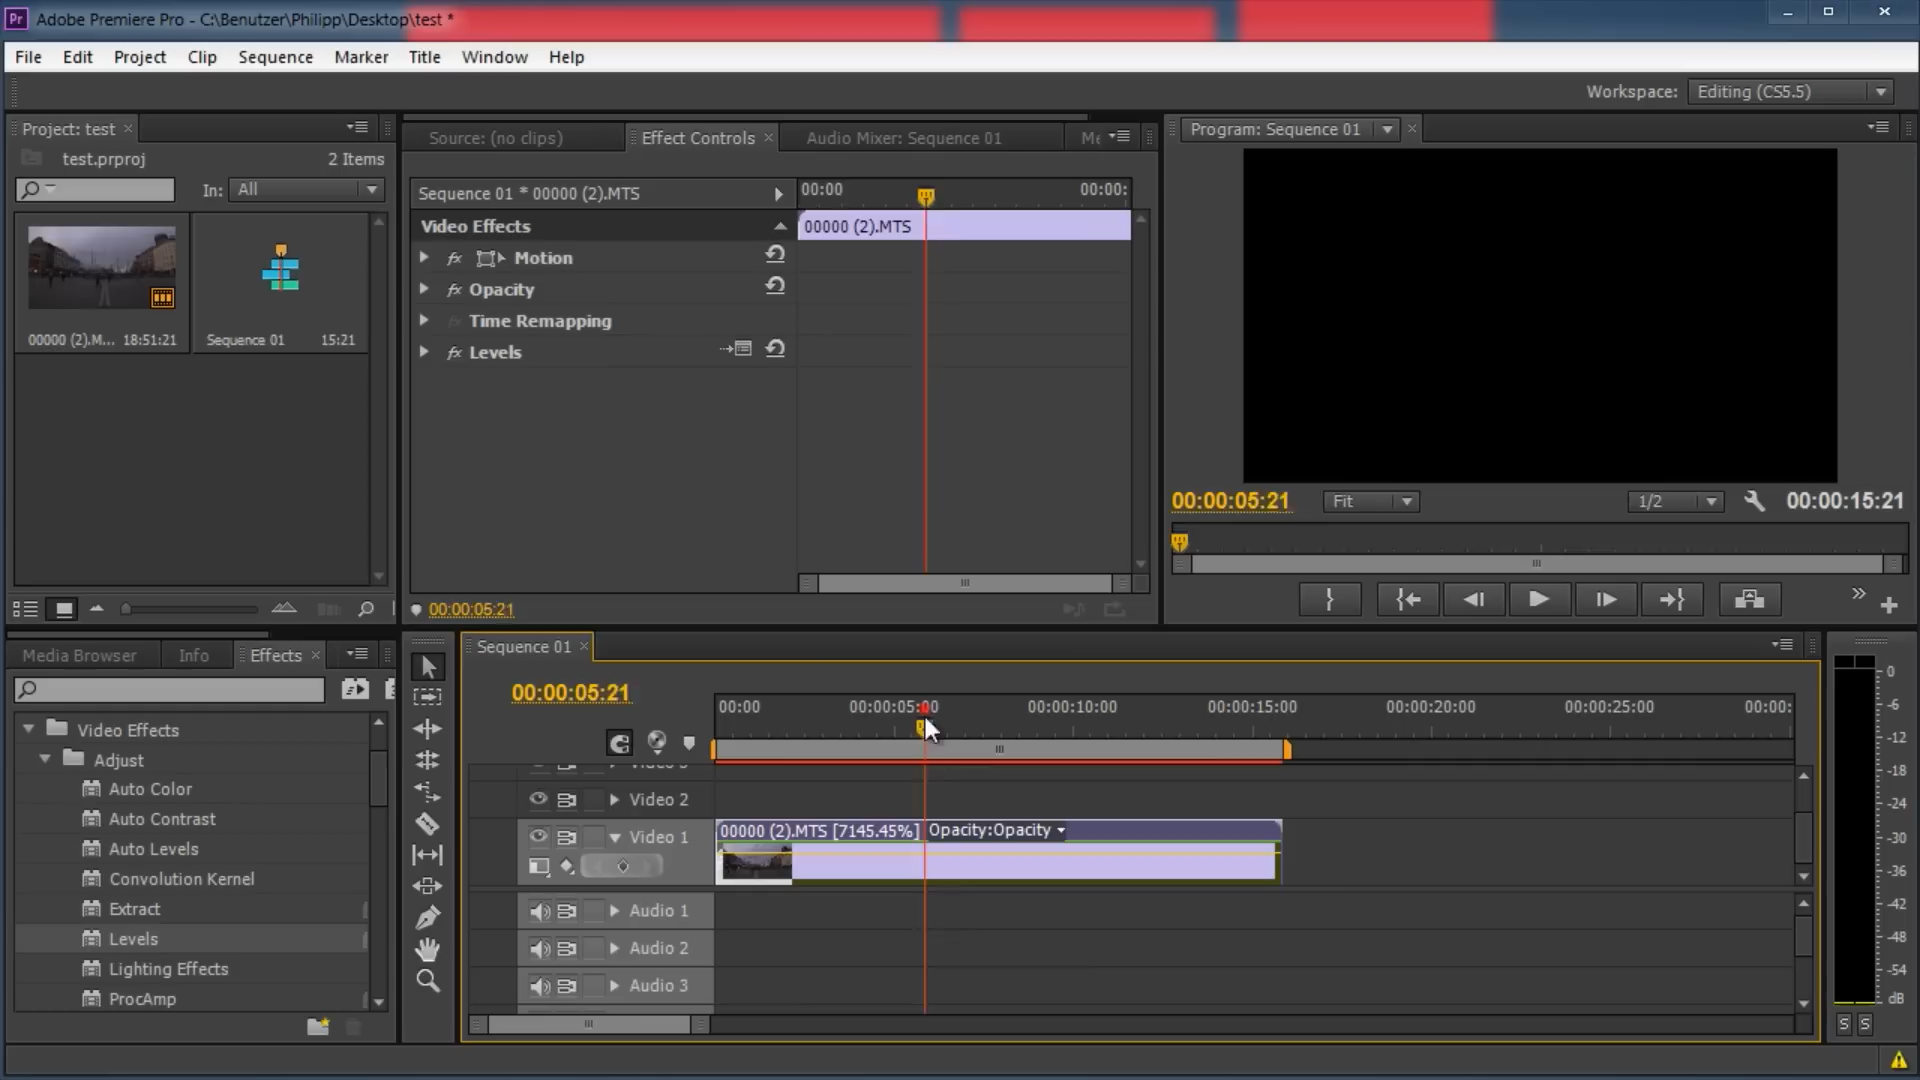 Adobe Premiere Pro - C:\Benutzer\Philipp\Desktop\test *
File Edit Project Clip Sequence Marker Title Window Help
Workspace: Editing (CS5.5)
Project: test
test.prproj 2 Items
In: All
00000 (2).M... 18:51:21
Sequence 01 15:21
Source: (no clips) Effect Controls Audio Mixer: Sequence 01
Sequence 01 * 00000 (2).MTS
00:00 00:00:
Video Effects
00000 (2).MTS
fx Motion
fx Opacity
Time Remapping
fx Levels
00:00:05:21
Program: Sequence 01
00:00:05:21 Fit 1/2 00:00:15:21
Media Browser Info Effects
Video Effects
Adjust
Auto Color
Auto Contrast
Auto Levels
Convolution Kernel
Extract
Levels
Lighting Effects
ProcAmp
Sequence 01
00:00:05:21
00:00 00:00:05:00 00:00:10:00 00:00:15:00 00:00:20:00 00:00:25:00 00:00:
Video 2
Video 1
00000 (2).MTS [7145.45%] Opacity:Opacity
Audio 1
Audio 2
Audio 3
0
-6
-12
-18
-24
-30
-36
-42
-48
-54
dB
S S